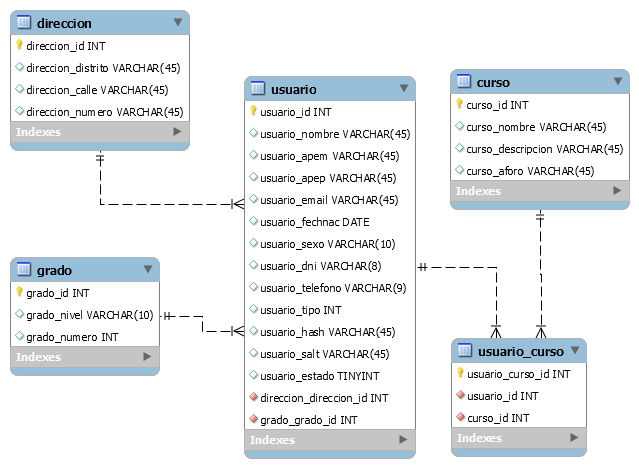 direccion
direccion_id INT
direccion_distrito VARCHAR(45)
direccion_calle VARCHAR(45)
direccion_numero VARCHAR(45)
Indexes
usuario
usuario_id INT
usuario_nombre VARCHAR(45)
usuario_apem VARCHAR(45)
usuario_apep VARCHAR(45)
usuario_email VARCHAR(45)
usuario_fechnac DATE
usuario_sexo VARCHAR(10)
usuario_dni VARCHAR(8)
usuario_telefono VARCHAR(9)
usuario_tipo INT
usuario_hash VARCHAR(45)
usuario_salt VARCHAR(45)
usuario_estado TINYINT
direccion_direccion_id INT
grado_grado_id INT
Indexes
curso
curso_id INT
curso_nombre VARCHAR(45)
curso_descripcion VARCHAR(45)
curso_aforo VARCHAR(45)
Indexes
grado
grado_id INT
grado_nivel VARCHAR(10)
grado_numero INT
Indexes
usuario_curso
usuario_curso_id INT
usuario_id INT
curso_id INT
Indexes